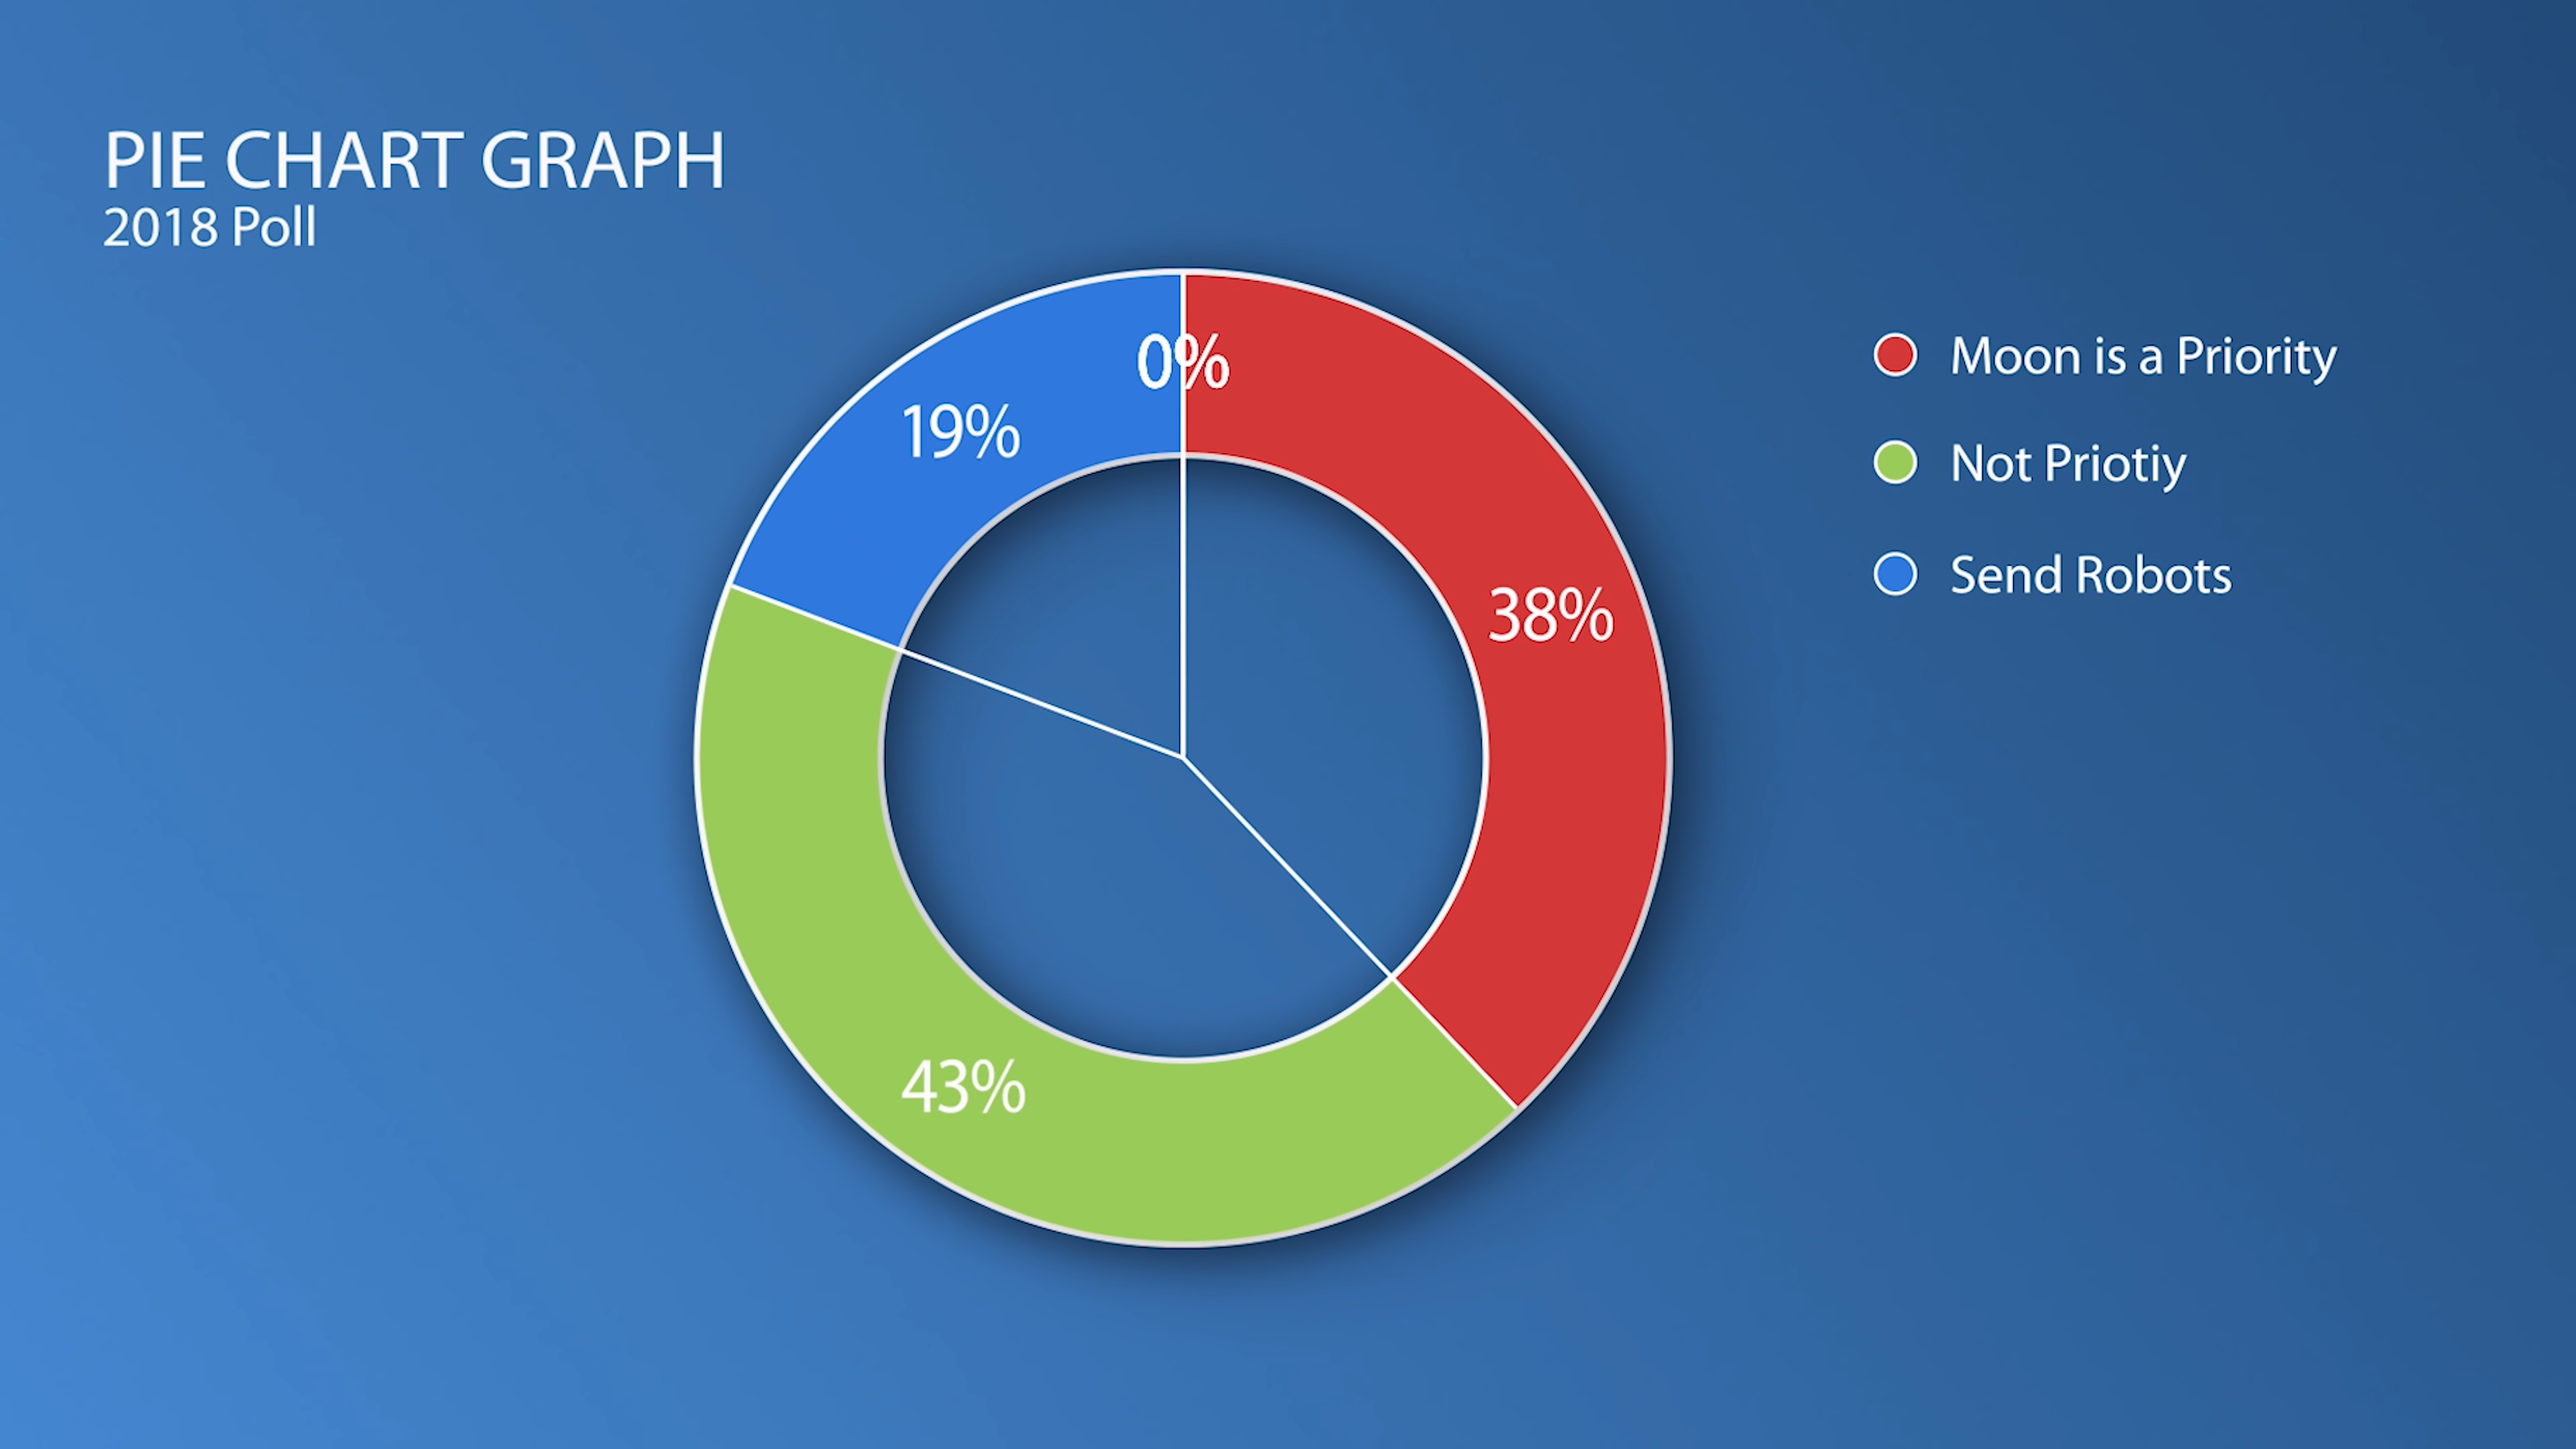 PIE CHART GRAPH
2018 Poll
0%
19%
38%
43%
Moon is a Priority
Not Priotiy
Send Robots